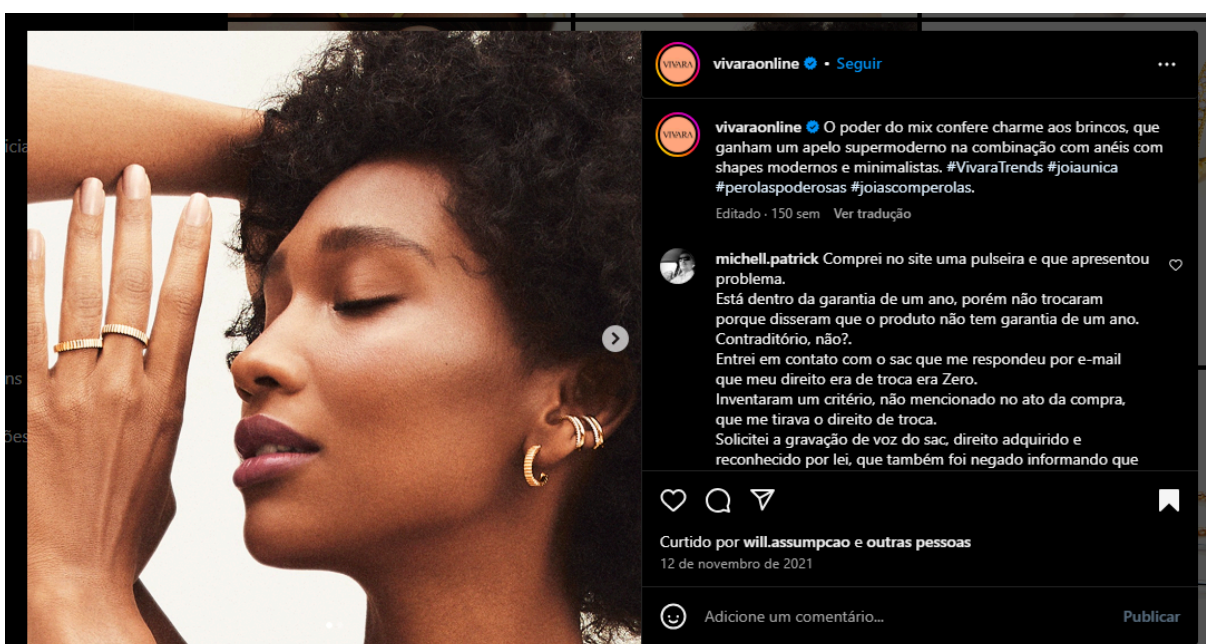 VIVARA
vivaraonline • Seguir
VIVARA
vivaraonline O poder do mix confere charme aos brincos, que
ganham um apelo supermoderno na combinação com anéis com
shapes modernos e minimalistas. #VivaraTrends #joiaunica
#perolaspoderosas #joiascomperolas.
Editado · 150 sem Ver tradução
michell.patrick Comprei no site uma pulseira e que apresentou
problema.
Está dentro da garantia de um ano, porém não trocaram
porque disseram que o produto não tem garantia de um ano.
Contraditório, não?.
Entrei em contato com o sac que me respondeu por e-mail
que meu direito era de troca era Zero.
Inventaram um critério, não mencionado no ato da compra,
que me tirava o direito de troca.
Solicitei a gravação de voz do sac, direito adquirido e
reconhecido por lei, que também foi negado informando que
Curtido por will.assumpcao e outras pessoas
12 de novembro de 2021
Adicione um comentário... Publicar